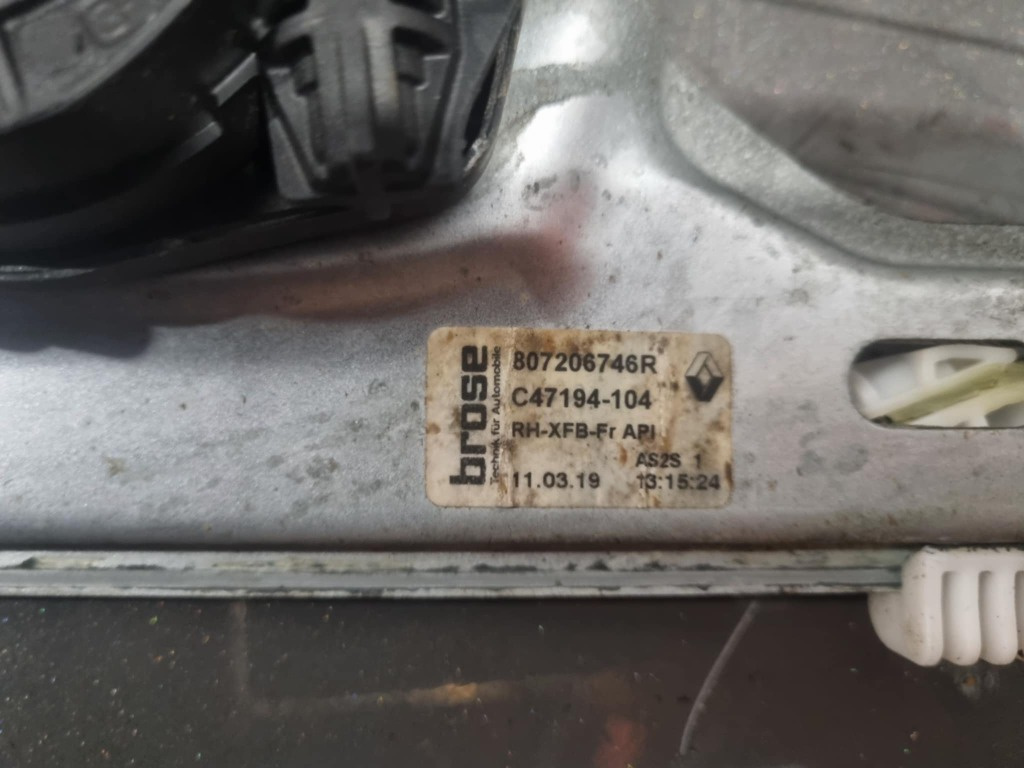 brose
Technik für Automobile
807206746R
C47194-104
RH-XFB-Fr API
AS2S 1
11.03.19 13:15:24